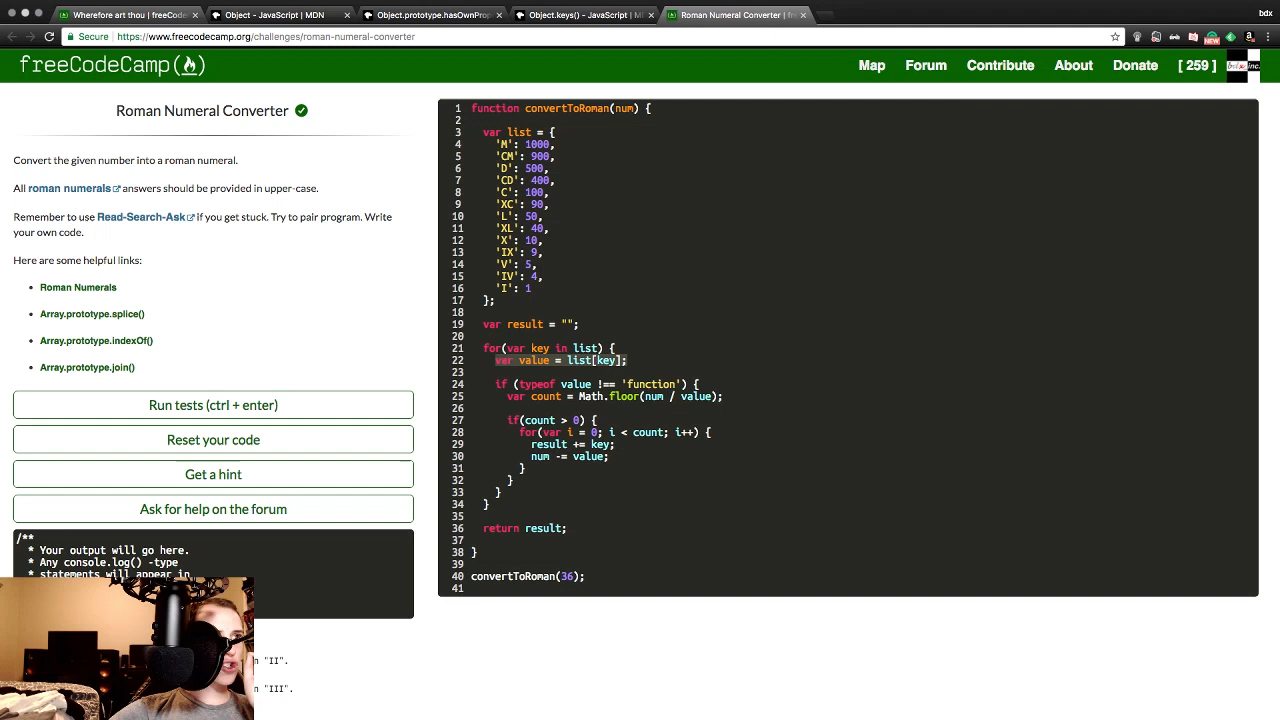 Wherefore art thou | freeCode
Object - JavaScript | MDN
Object.prototype.hasOwnProp
Object.keys() - JavaScript | M
Roman Numeral Converter | fre
bdx
Secure
https://www.freecodecamp.org/challenges/roman-numeral-converter
NEW
freeCodeCamp
Map
Forum
Contribute
About
Donate
[ 259 ]
bdx inc.
Roman Numeral Converter
Convert the given number into a roman numeral.
All roman numerals answers should be provided in upper-case.
Remember to use Read-Search-Ask if you get stuck. Try to pair program. Write
your own code.
Here are some helpful links:
Roman Numerals
Array.prototype.splice()
Array.prototype.indexOf()
Array.prototype.join()
Run tests (ctrl + enter)
Reset your code
Get a hint
Ask for help on the forum
/**
* Your output will go here.
* Any console.log() -type
* statements will appear in
n "II".
n "III".
1 function convertToRoman(num) {
2
3 var list = {
4 'M': 1000,
5 'CM': 900,
6 'D': 500,
7 'CD': 400,
8 'C': 100,
9 'XC': 90,
10 'L': 50,
11 'XL': 40,
12 'X': 10,
13 'IX': 9,
14 'V': 5,
15 'IV': 4,
16 'I': 1
17 };
18
19 var result = "";
20
21 for(var key in list) {
22 var value = list[key];
23
24 if (typeof value !== 'function') {
25 var count = Math.floor(num / value);
26
27 if(count > 0) {
28 for(var i = 0; i < count; i++) {
29 result += key;
30 num -= value;
31 }
32 }
33 }
34 }
35
36 return result;
37
38 }
39
40 convertToRoman(36);
41